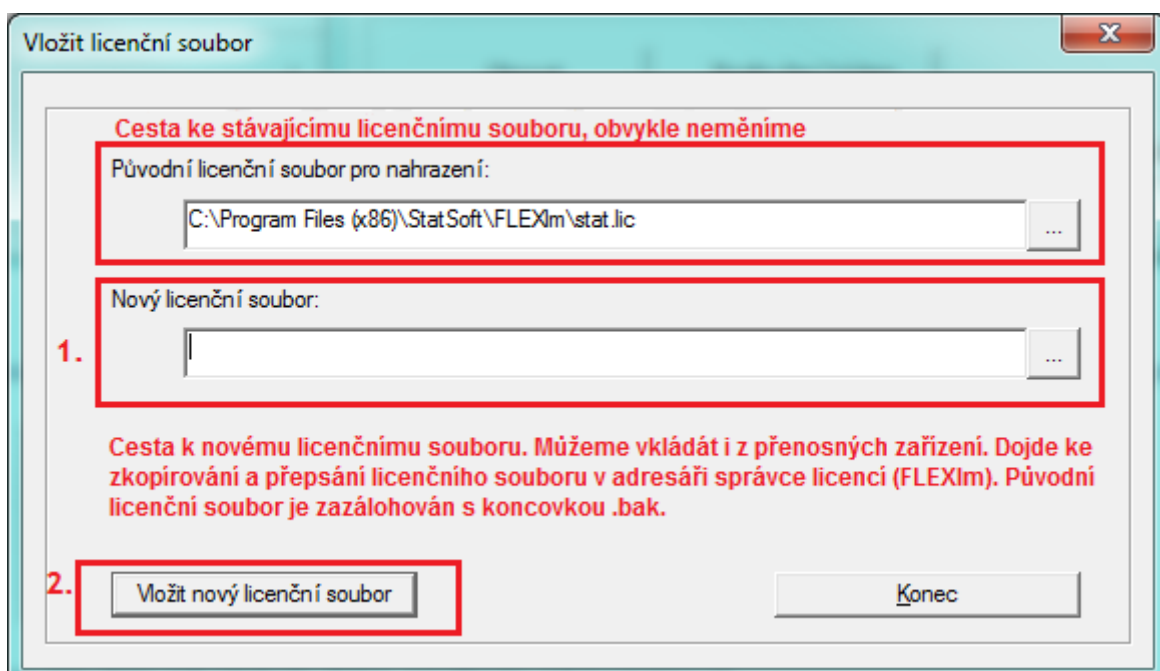 Vložit licenční soubor
Cesta ke stávajícímu licenčnímu souboru, obvykle neměníme
Původní licenční soubor pro nahrazení:
C:\Program Files (x86)\StatSoft\FLEXlm\stat.lic
...
Nový licenční soubor:
1.
...
Cesta k novému licenčnímu souboru. Můžeme vkládát i z přenosných zařízení. Dojde ke
zkopírování a přepsání licenčního souboru v adresáři správce licencí (FLEXlm). Původní
licenční soubor je zazálohován s koncovkou .bak.
2.
Vložit nový licenční soubor
Konec